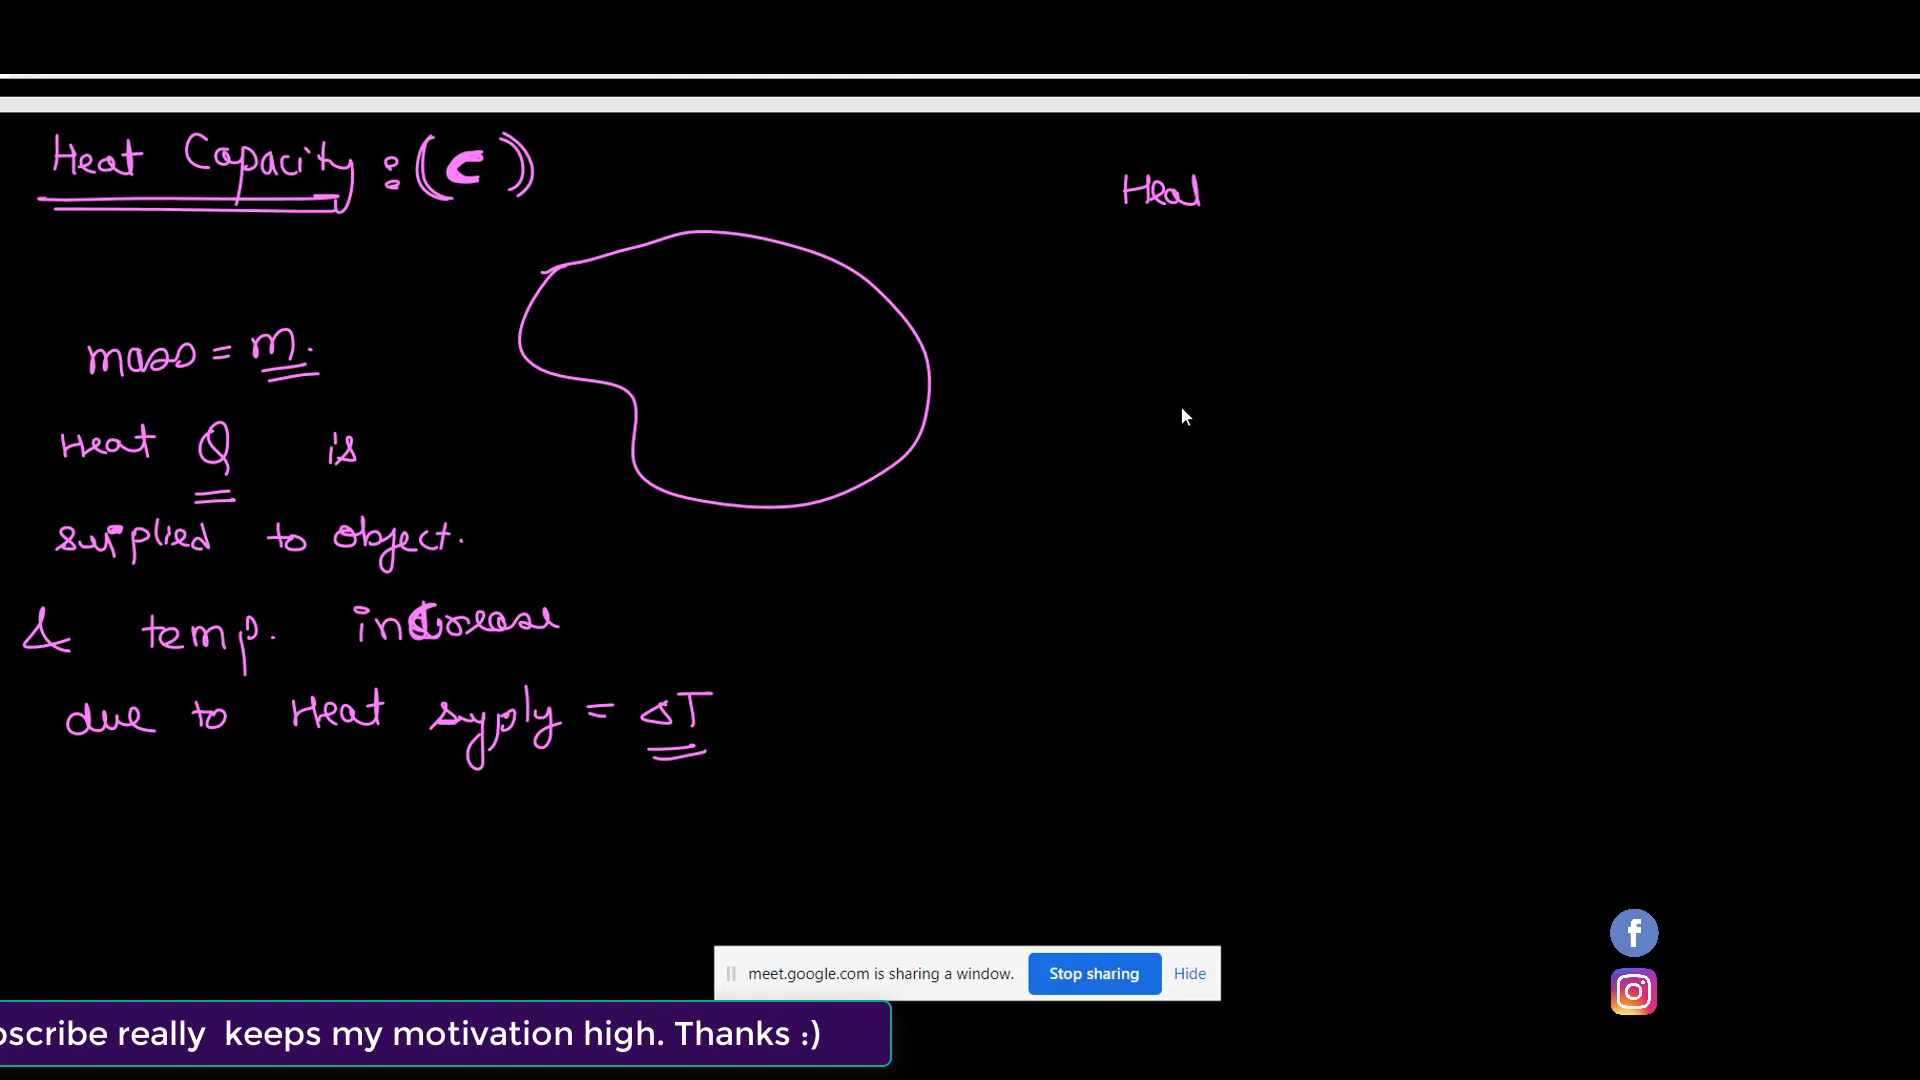 Heat Capacity : (C)
Heat
mass = m.
Heat Q is
supplied to object.
& temp. increase
due to Heat supply = ΔT
meet.google.com is sharing a window. Stop sharing Hide
bscribe really keeps my motivation high. Thanks :)